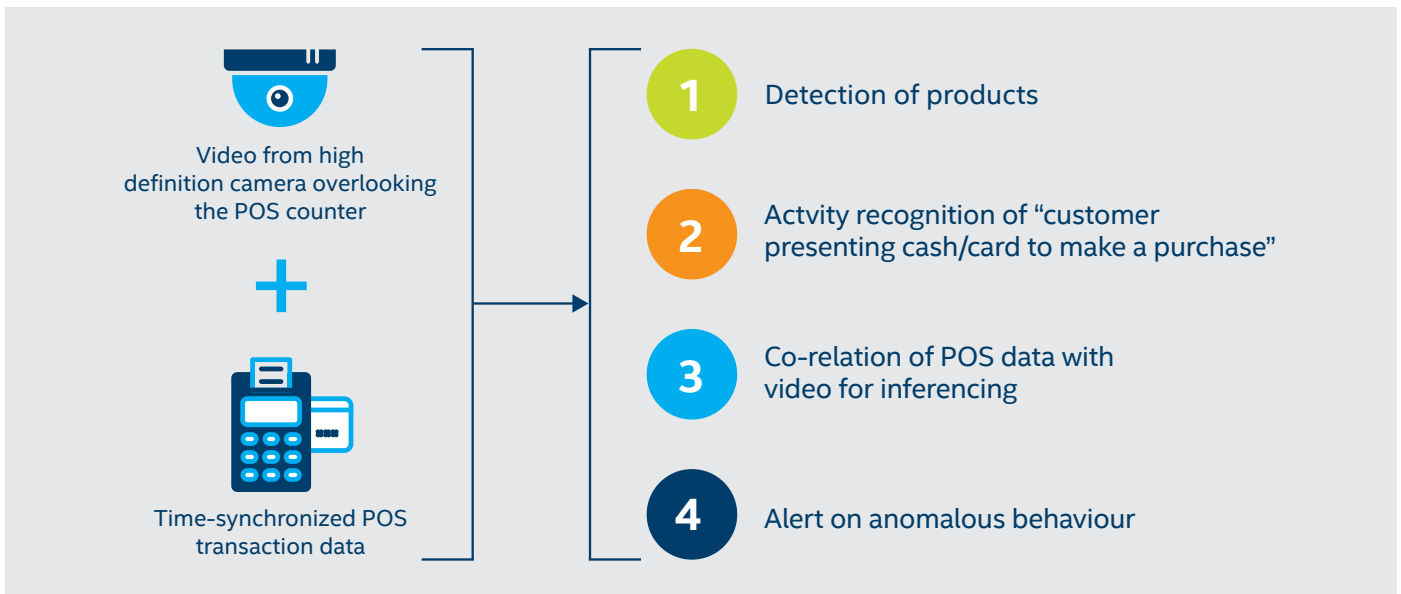 Video from high
definition camera overlooking
the POS counter
Time-synchronized POS
transaction data
1
Detection of products
2
Actvity recognition of “customer
presenting cash/card to make a purchase”
3
Co-relation of POS data with
video for inferencing
4
Alert on anomalous behaviour